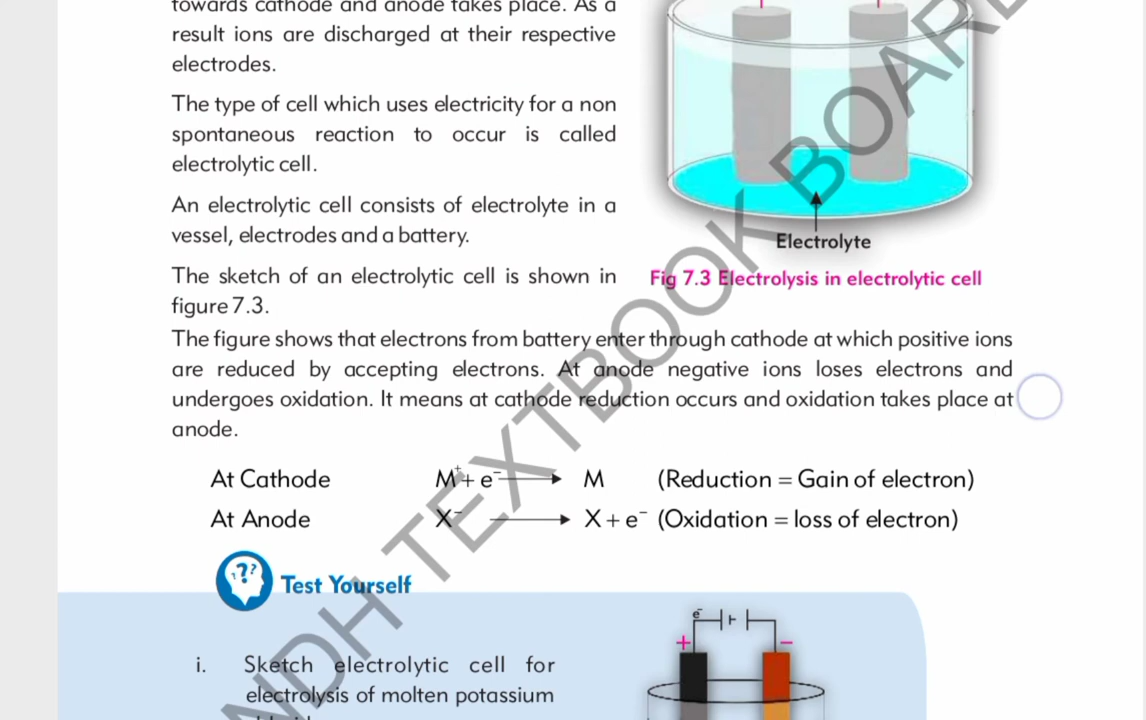 towards cathode and anode takes place. As a
result ions are discharged at their respective
electrodes.
The type of cell which uses electricity for a non
spontaneous reaction to occur is called
electrolytic cell.
An electrolytic cell consists of electrolyte in a
vessel, electrodes and a battery.
The sketch of an electrolytic cell is shown in
figure 7.3.
Electrolyte
Fig 7.3 Electrolysis in electrolytic cell
The figure shows that electrons from battery enter through cathode at which positive ions
are reduced by accepting electrons. At anode negative ions loses electrons and
undergoes oxidation. It means at cathode reduction occurs and oxidation takes place at
anode.
At Cathode M⁺+ e⁻ → M (Reduction = Gain of electron)
At Anode X⁻ → X + e⁻ (Oxidation = loss of electron)
??
Test Yourself
i. Sketch electrolytic cell for
electrolysis of molten potassium
e⁻
+ −
NDH TEXTBOOK BOARD